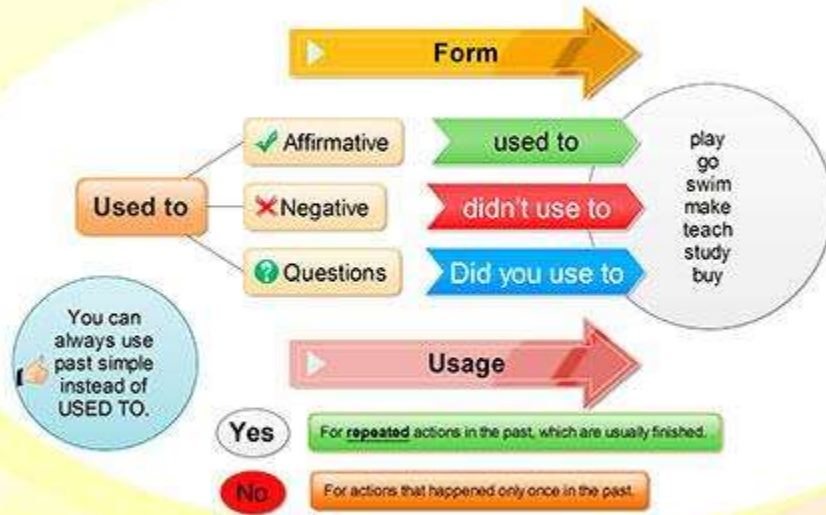 Form
Used to
Affirmative
used to
Negative
didn't use to
Questions
Did you use to
play
go
swim
make
teach
study
buy
You can
always use
past simple
instead of
USED TO.
Usage
Yes
For repeated actions in the past, which are usually finished.
No
For actions that happened only once in the past.